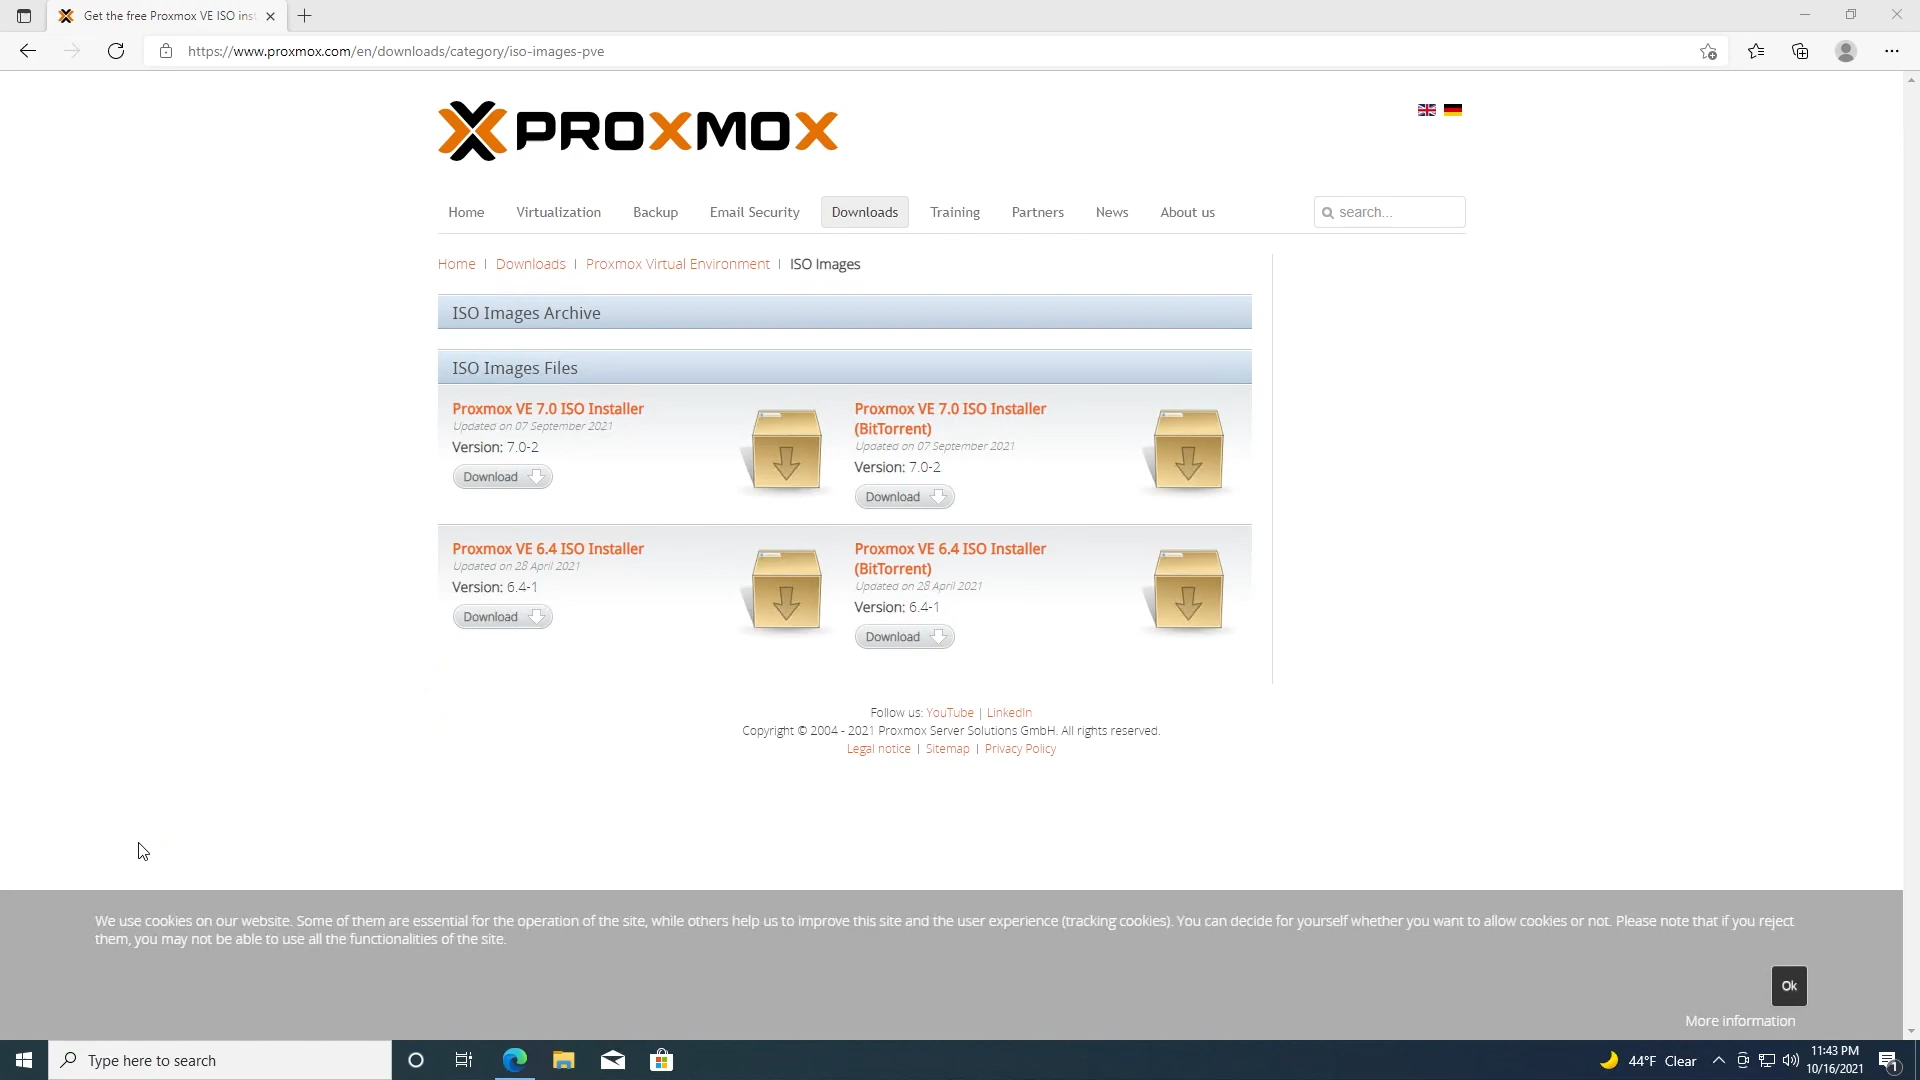 Get the free Proxmox VE ISO inst
https://www.proxmox.com/en/downloads/category/iso-images-pve
PROXMOX
Home Virtualization Backup Email Security Downloads Training Partners News About us search...
Home | Downloads | Proxmox Virtual Environment | ISO Images
ISO Images Archive
ISO Images Files
Proxmox VE 7.0 ISO Installer
Updated on 07 September 2021
Version: 7.0-2
Download
Proxmox VE 7.0 ISO Installer
(BitTorrent)
Updated on 07 September 2021
Version: 7.0-2
Download
Proxmox VE 6.4 ISO Installer
Updated on 28 April 2021
Version: 6.4-1
Download
Proxmox VE 6.4 ISO Installer
(BitTorrent)
Updated on 28 April 2021
Version: 6.4-1
Download
Follow us: YouTube | LinkedIn
Copyright © 2004 - 2021 Proxmox Server Solutions GmbH. All rights reserved.
Legal notice | Sitemap | Privacy Policy
We use cookies on our website. Some of them are essential for the operation of the site, while others help us to improve this site and the user experience (tracking cookies). You can decide for yourself whether you want to allow cookies or not. Please note that if you reject
them, you may not be able to use all the functionalities of the site.
Ok
More information
Type here to search
44°F Clear
11:43 PM
10/16/2021
1